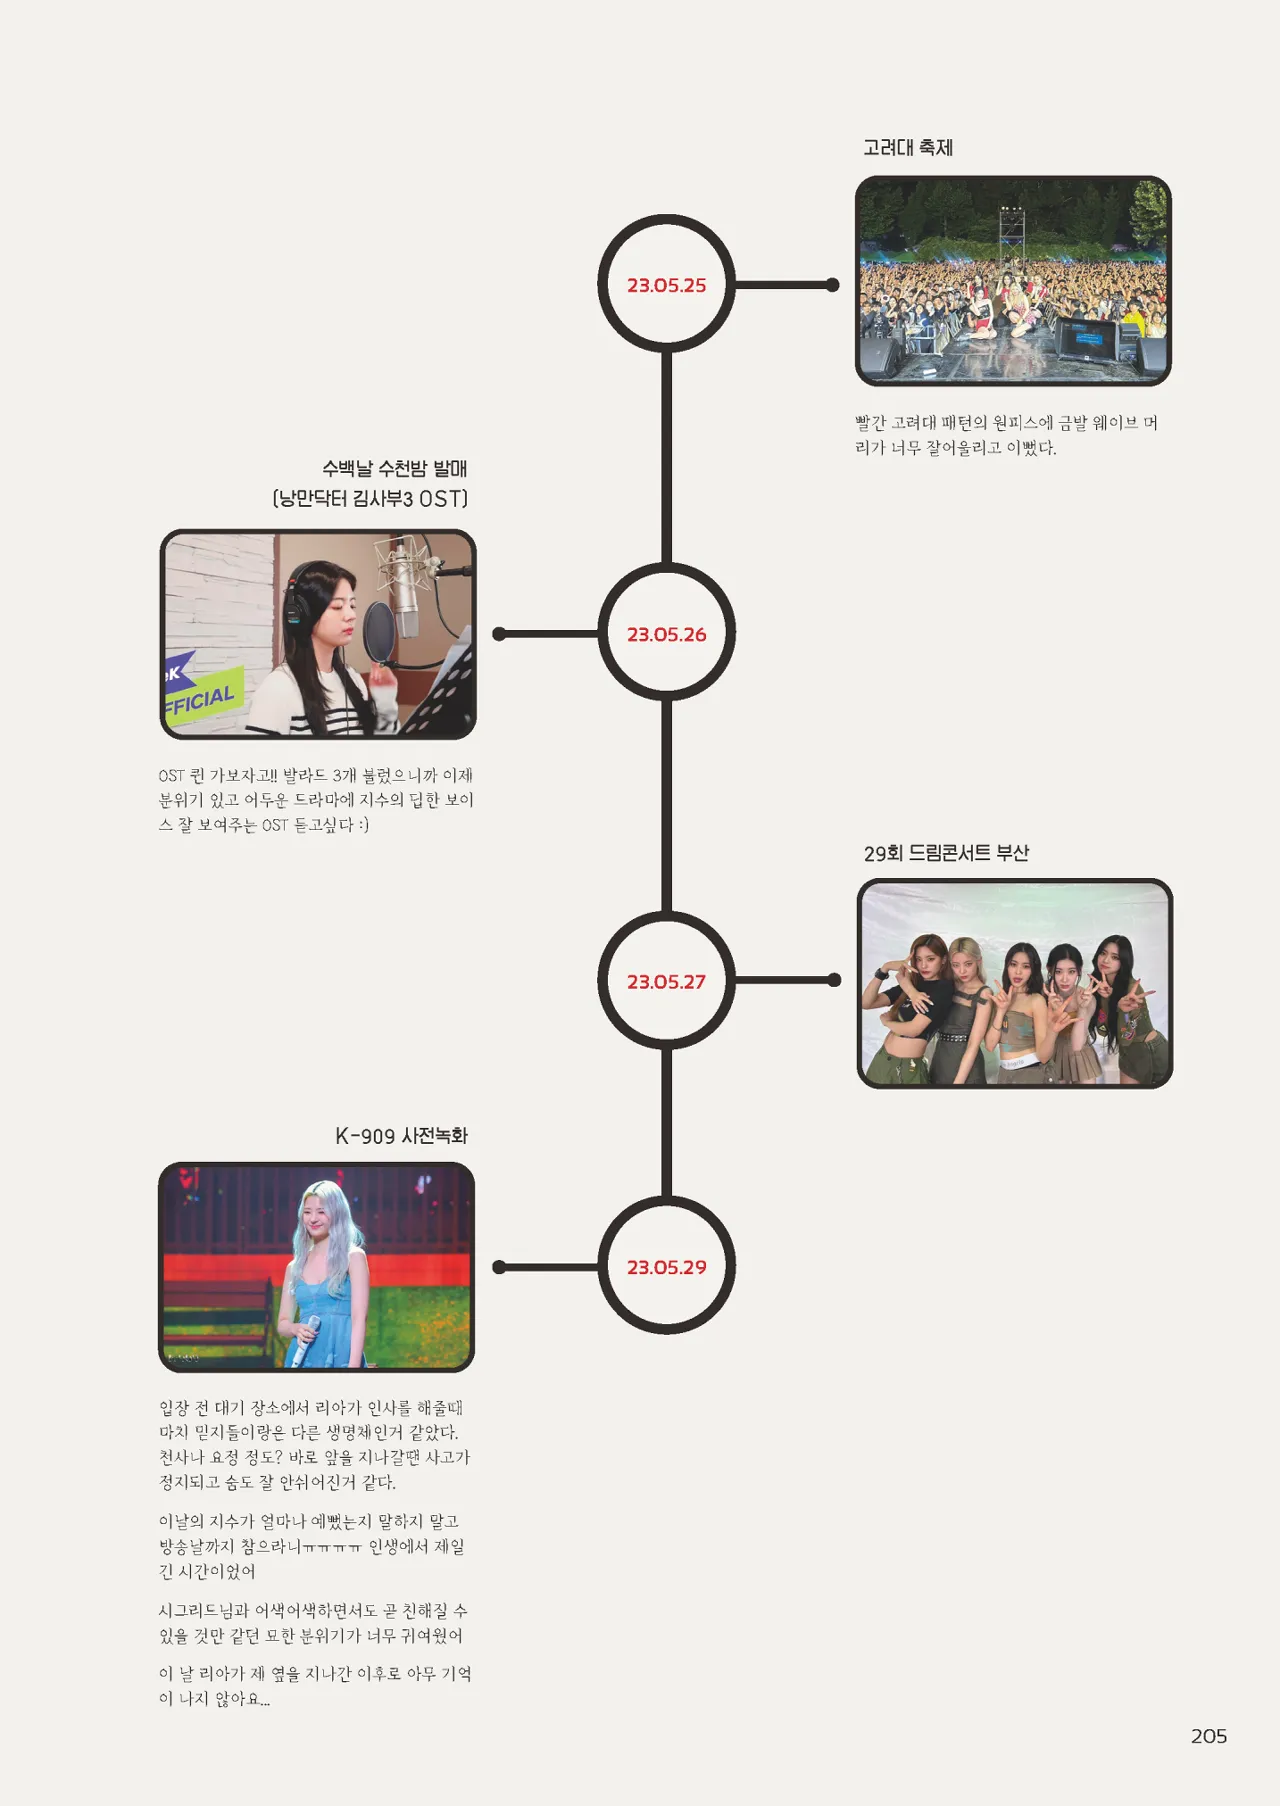 고려대 축제
23.05.25
빨간 고려대 패턴의 원피스에 금발 웨이브 머
리가 너무 잘어울리고 이뻤다.
수백날 수천밤 발매
(낭만닥터 김사부3 OST)
23.05.26
FFICIAL
OST 퀸 가보자고!! 발라드 3개 불렀으니까 이제
분위기 있고 어두운 드라마에 지수의 딥한 보이
스 잘 보여주는 OST 듣고싶다 :)
29회 드림콘서트 부산
23.05.27
K-909 사전녹화
23.05.29
입장 전 대기 장소에서 리아가 인사를 해줄때
마치 믿지들이랑은 다른 생명체인거 같았다.
천사나 요정 정도? 바로 앞을 지나갈땐 사고가
정지되고 숨도 잘 안쉬어진거 같다.
이날의 지수가 얼마나 예뻤는지 말하지 말고
방송날까지 참으라니ㅠㅠㅠㅠ 인생에서 제일
긴 시간이었어
시그리드님과 어색어색하면서도 곧 친해질 수
있을 것만 같던 묘한 분위기가 너무 귀여웠어
이 날 리아가 제 옆을 지나간 이후로 아무 기억
이 나지 않아요...
205